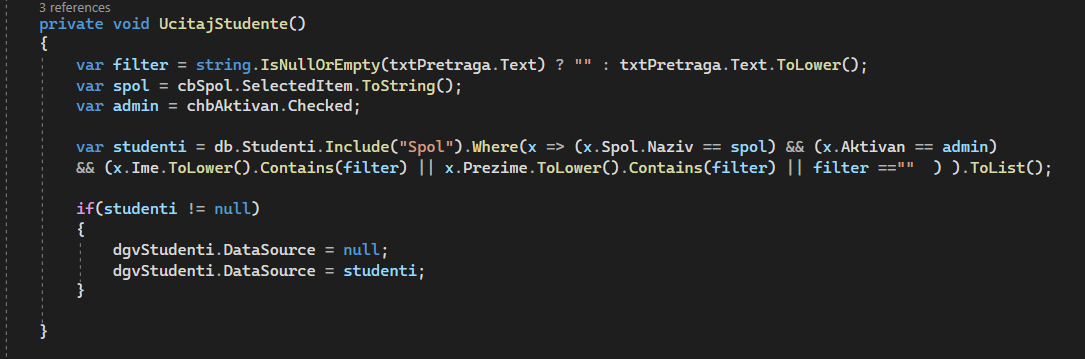 3 references
private void UcitajStudente()
{
var filter = string.IsNullOrEmpty(txtPretraga.Text) ? "" : txtPretraga.Text.ToLower();
var spol = cbSpol.SelectedItem.ToString();
var admin = chbAktivan.Checked;
var studenti = db.Studenti.Include("Spol").Where(x => (x.Spol.Naziv == spol) && (x.Aktivan == admin)
&& (x.Ime.ToLower().Contains(filter) || x.Prezime.ToLower().Contains(filter) || filter ==""  ) ).ToList();
if(studenti != null)
{
dgvStudenti.DataSource = null;
dgvStudenti.DataSource = studenti;
}
}